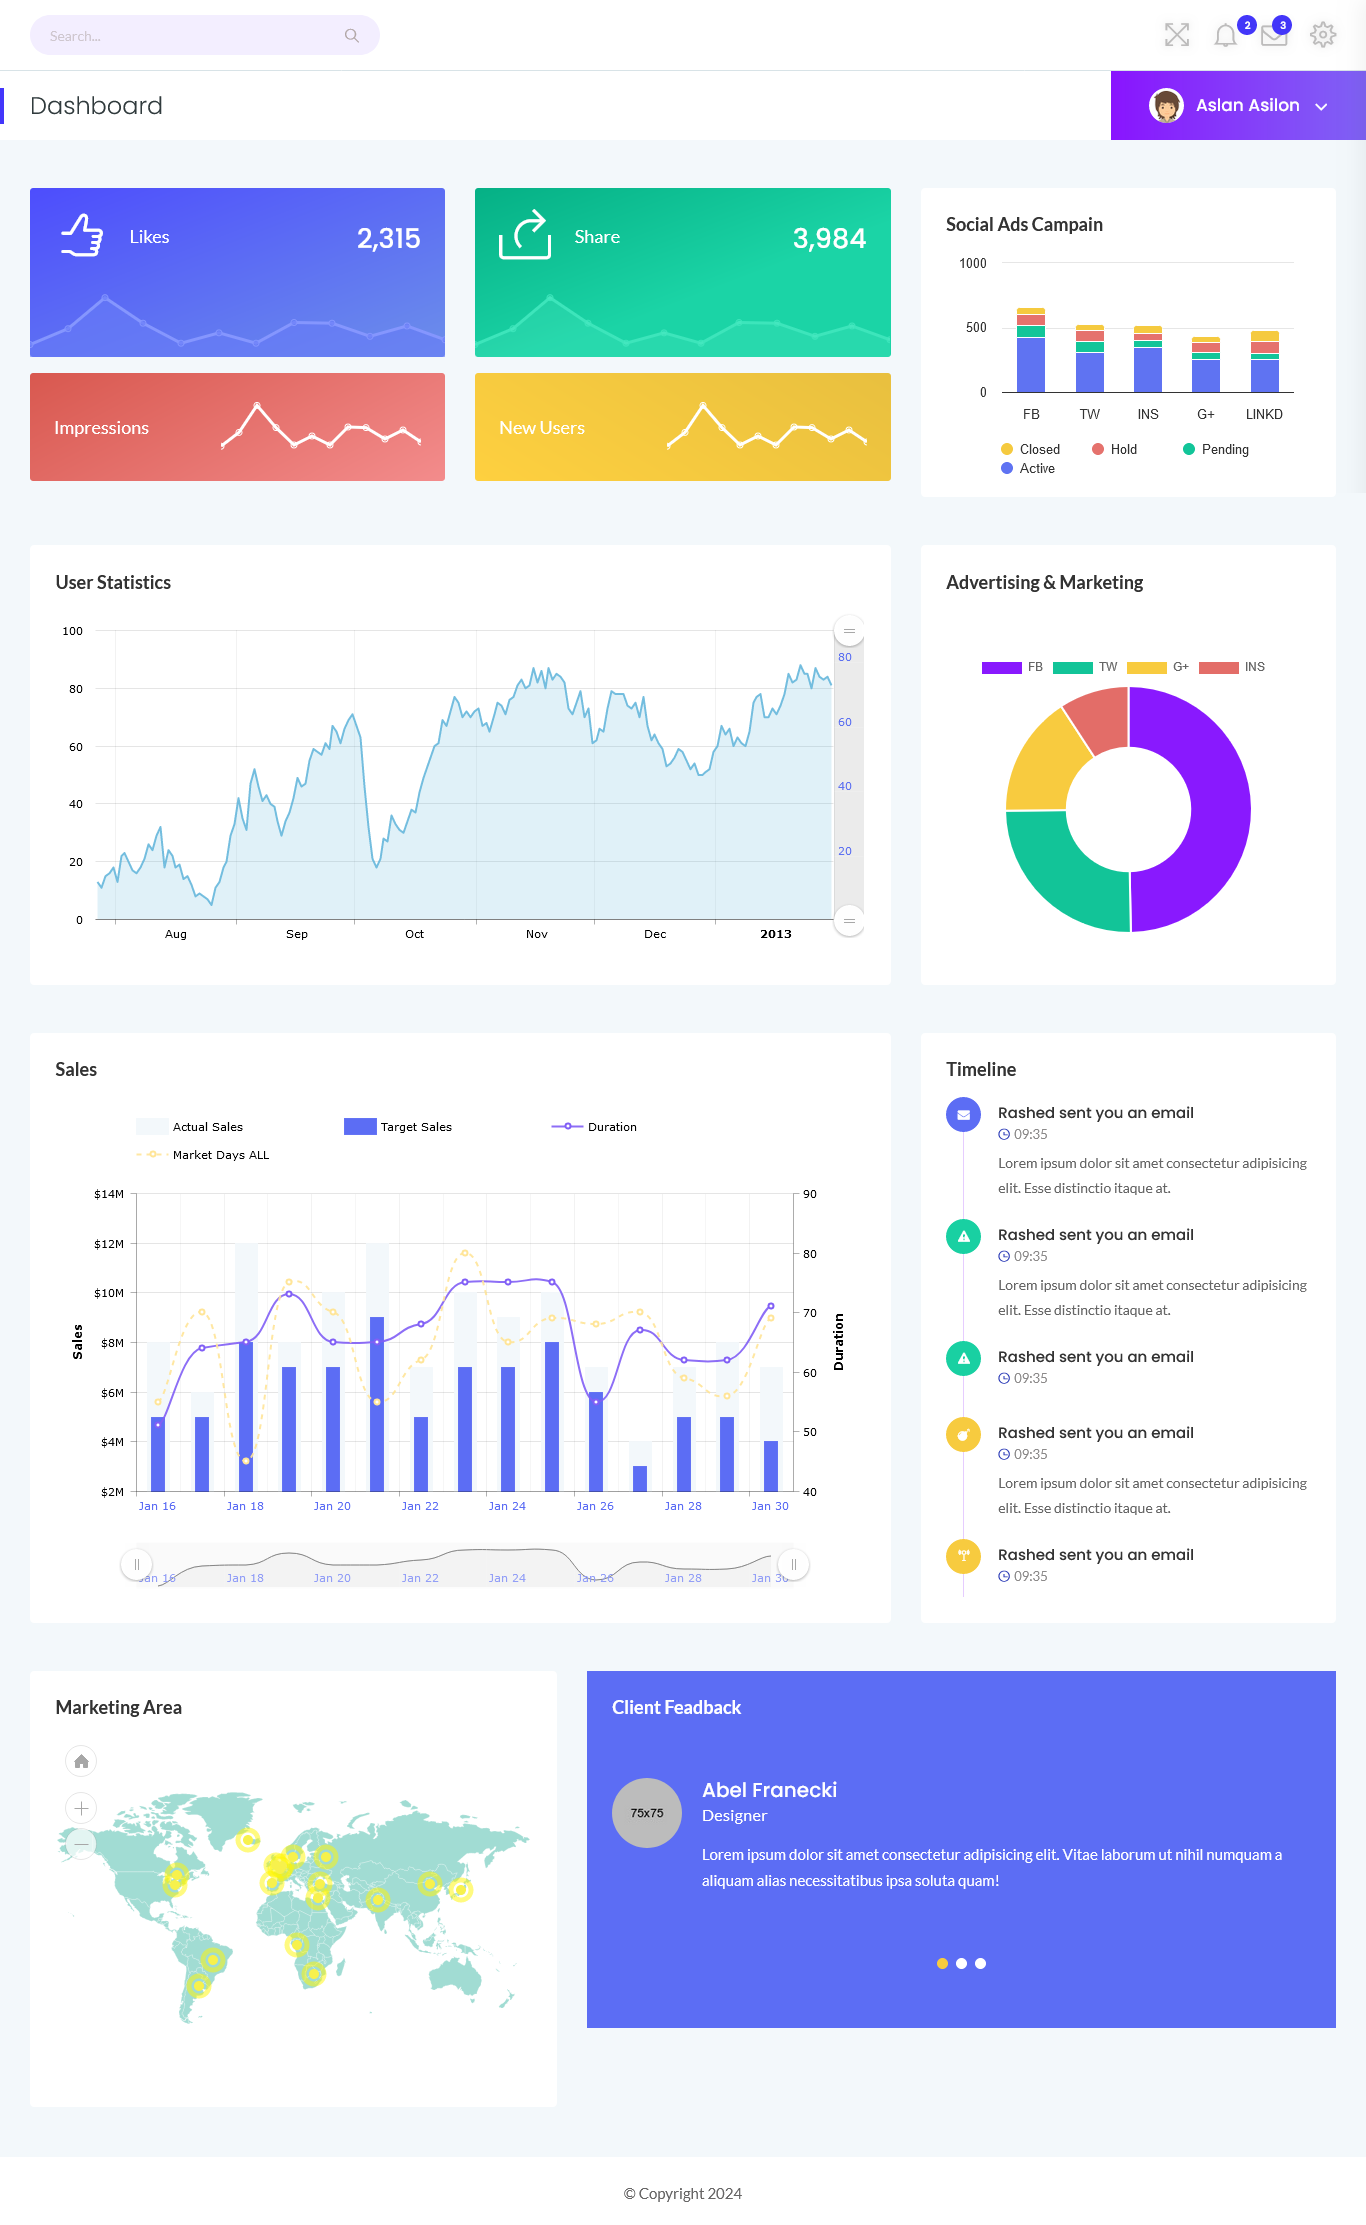 Search...
2
3
Dashboard
Aslan Asilon
Likes
2,315
Share
3,984
Impressions
New Users
Social Ads Campain
1000
500
0
FB TW INS G+ LINKD
Closed Hold Pending
Active
User Statistics
100
80
60
40
20
0
80
60
40
20
Aug Sep Oct Nov Dec 2013
Advertising & Marketing
FB TW G+ INS
Sales
Actual Sales Target Sales Duration
Market Days ALL
$14M
$12M
$10M
$8M
$6M
$4M
$2M
Sales
90
80
70
60
50
40
Duration
Jan 16 Jan 18 Jan 20 Jan 22 Jan 24 Jan 26 Jan 28 Jan 30
Jan 16 Jan 18 Jan 20 Jan 22 Jan 24 Jan 26 Jan 28 Jan 30
Timeline
Rashed sent you an email
09:35
Lorem ipsum dolor sit amet consectetur adipisicing
elit. Esse distinctio itaque at.
Rashed sent you an email
09:35
Lorem ipsum dolor sit amet consectetur adipisicing
elit. Esse distinctio itaque at.
Rashed sent you an email
09:35
Rashed sent you an email
09:35
Lorem ipsum dolor sit amet consectetur adipisicing
elit. Esse distinctio itaque at.
Rashed sent you an email
09:35
Marketing Area
Client Feadback
75x75
Abel Franecki
Designer
Lorem ipsum dolor sit amet consectetur adipisicing elit. Vitae laborum ut nihil numquam a
aliquam alias necessitatibus ipsa soluta quam!
© Copyright 2024